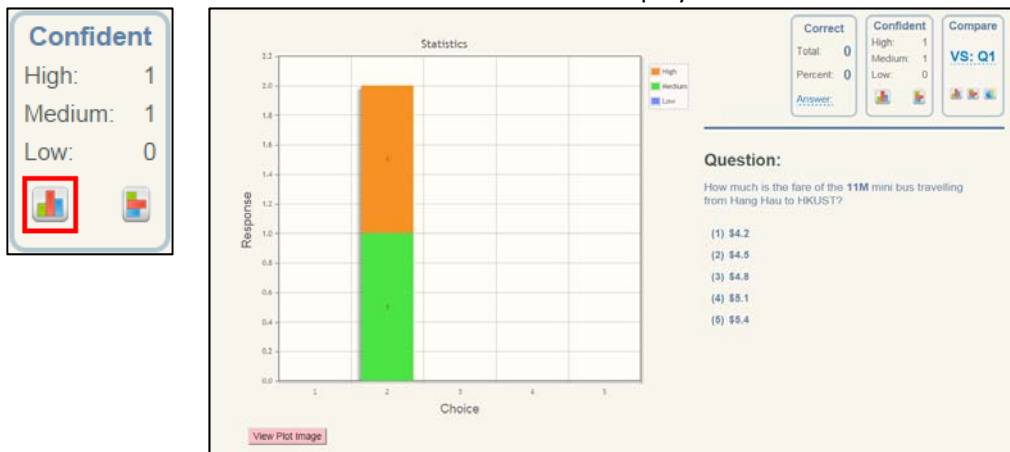 Confident
High: 1
Medium: 1
Low: 0
Statistics
Response
2.2
2.0
1.8
1.6
1.4
1.2
1.0
0.8
0.6
0.4
0.2
0.0
1
1
1 2 3 4 5
Choice
High
Medium
Low
View Plot Image
Correct
Total: 0
Percent: 0
Answer:
Confident
High: 1
Medium: 1
Low: 0
Compare
VS: Q1
Question:
How much is the fare of the 11M mini bus travelling
from Hang Hau to HKUST?
(1) $4.2
(2) $4.5
(3) $4.8
(4) $5.1
(5) $5.4